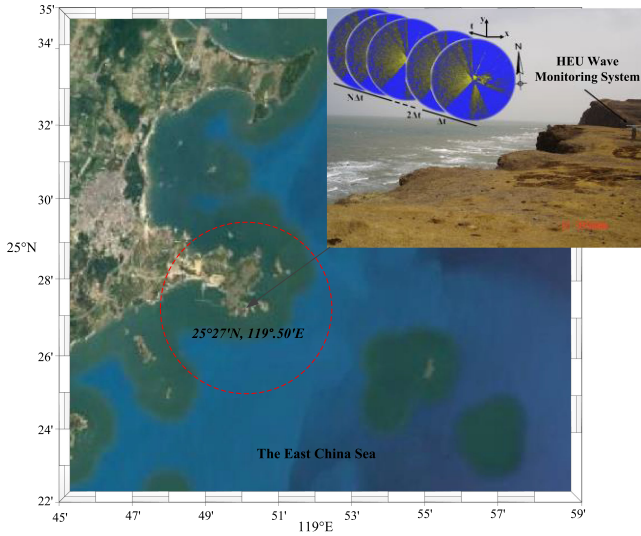 35'
34'
32'
30'
25°N
28'
26'
24'
22'
t
y
x
N
NΔt
2Δt
Δt
HEU Wave
Monitoring System
25°27'N, 119°.50'E
The East China Sea
45'
47'
49'
51'
53'
55'
57'
59'
119°E